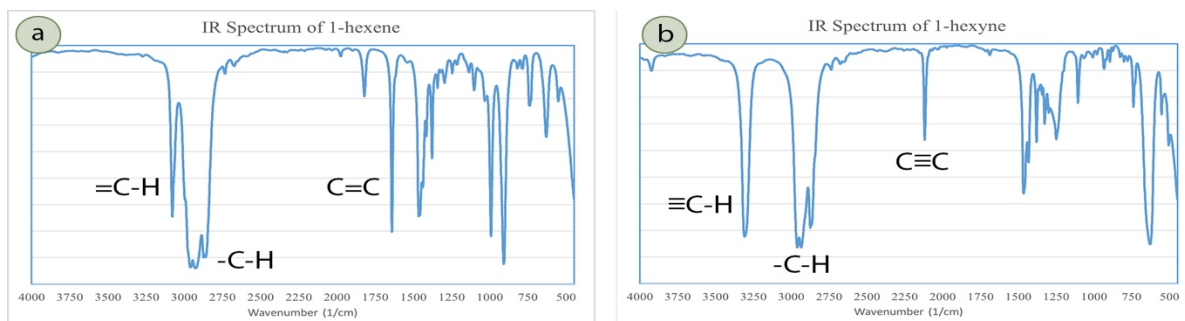 a
IR Spectrum of 1-hexene
=C-H
C=C
-C-H
4000 3750 3500 3250 3000 2750 2500 2250 2000 1750 1500 1250 1000 750 500
Wavenumber (1/cm)
b
IR Spectrum of 1-hexyne
C≡C
≡C-H
-C-H
4000 3750 3500 3250 3000 2750 2500 2250 2000 1750 1500 1250 1000 750 500
Wavenumber (1/cm)